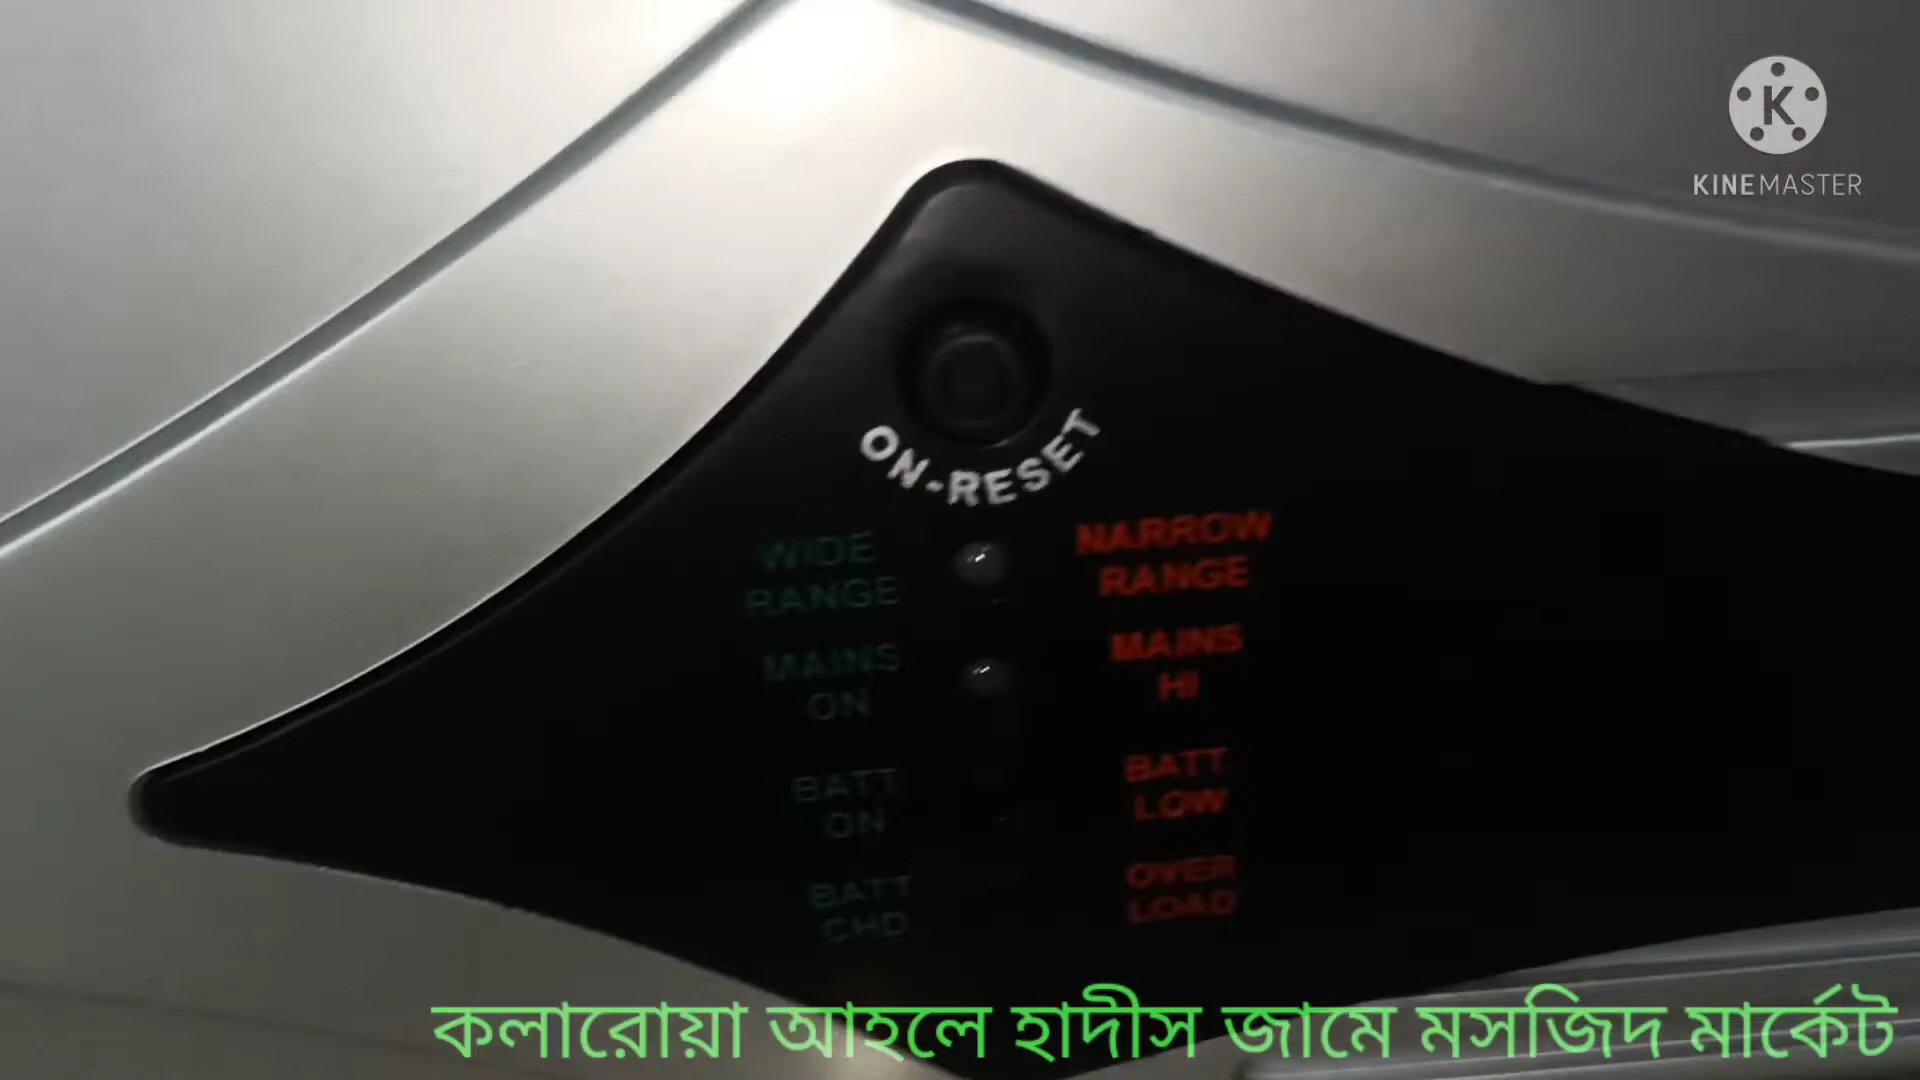 KINEMASTER
ON-RESET
WIDE RANGE
NARROW RANGE
MAINS ON
MAINS HI
BATT ON
BATT LOW
BATT CHD
OVER LOAD
কলারোয়া আহলে হাদীস জামে মসজিদ মার্কেট